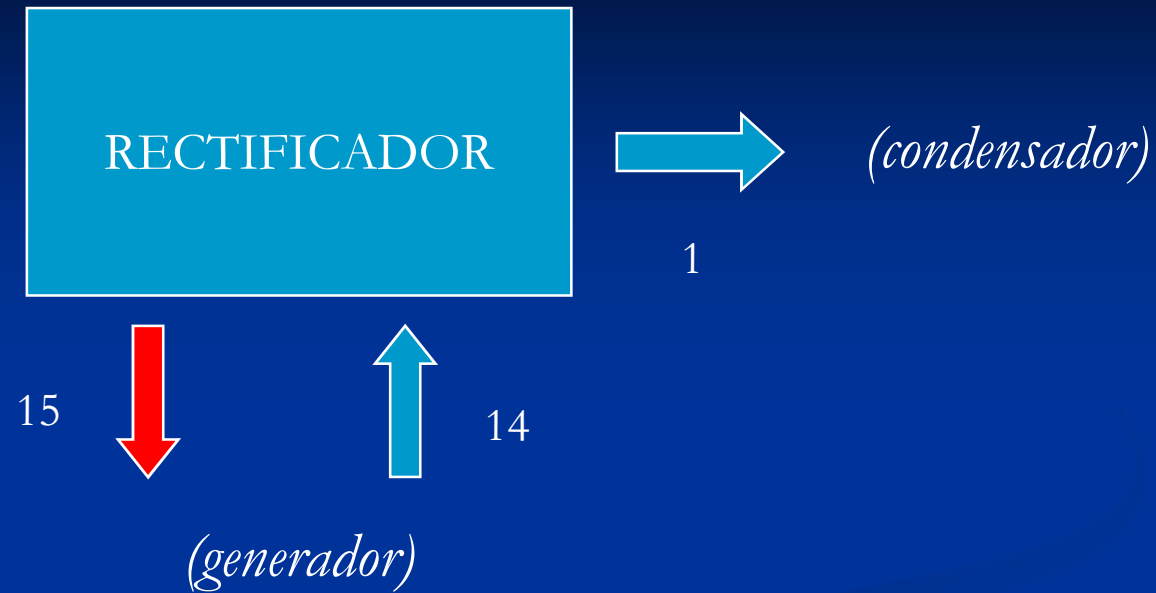 RECTIFICADOR
(condensador)
1
15
14
(generador)